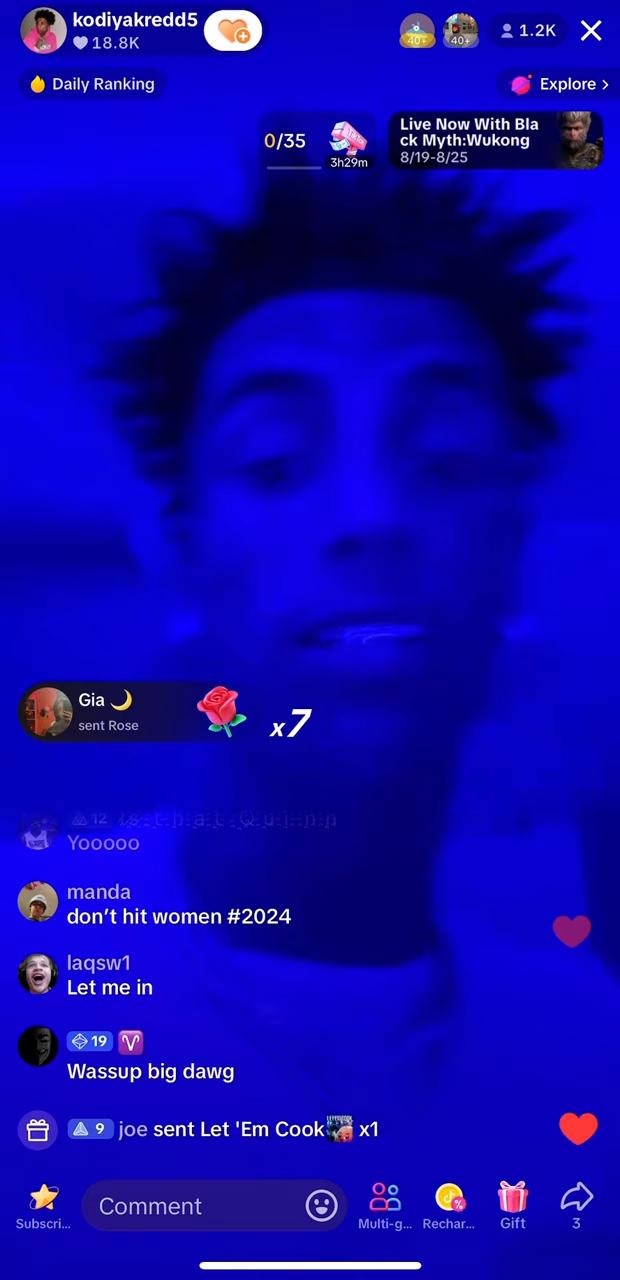 kodiyakredd5
18.8K
40+
40+
1.2K
Daily Ranking
Explore >
0/35
3h29m
Live Now With Bla
ck Myth:Wukong
8/19-8/25
Gia
sent Rose
x7
12
Yooooo
manda
don't hit women #2024
laqsw1
Let me in
19
Wassup big dawg
9 joe sent Let 'Em Cook x1
Subscri...
Comment
Multi-g...
Rechar...
Gift
3